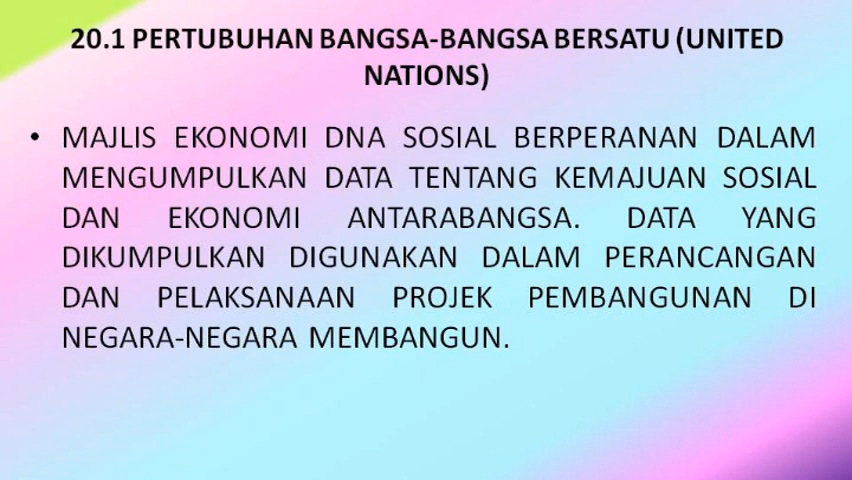 20.1 PERTUBUHAN BANGSA-BANGSA BERSATU (UNITED
NATIONS)
• MAJLIS EKONOMI DNA SOSIAL BERPERANAN DALAM
MENGUMPULKAN DATA TENTANG KEMAJUAN SOSIAL
DAN EKONOMI ANTARABANGSA. DATA YANG
DIKUMPULKAN DIGUNAKAN DALAM PERANCANGAN
DAN PELAKSANAAN PROJEK PEMBANGUNAN DI
NEGARA-NEGARA MEMBANGUN.